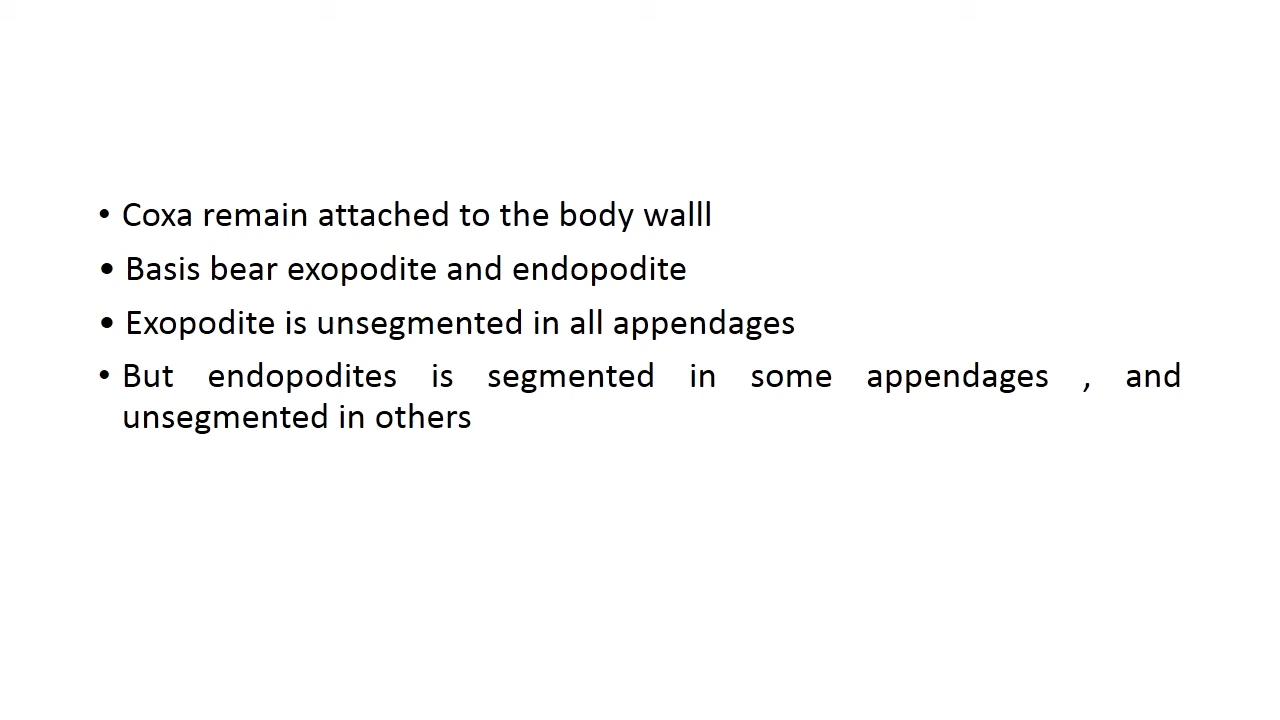 • Coxa remain attached to the body walll
• Basis bear exopodite and endopodite
• Exopodite is unsegmented in all appendages
• But endopodites is segmented in some appendages , and
unsegmented in others